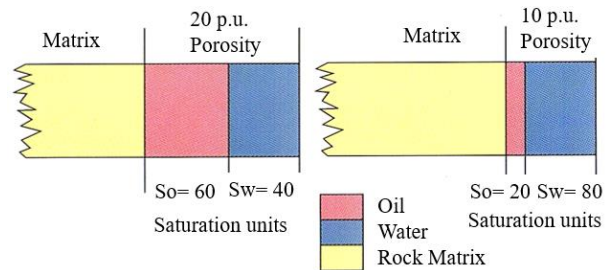 20 p.u.
Matrix Porosity
So= 60 Sw= 40
Saturation units
10 p.u.
Matrix Porosity
So= 20 Sw= 80
Saturation units
Oil
Water
Rock Matrix